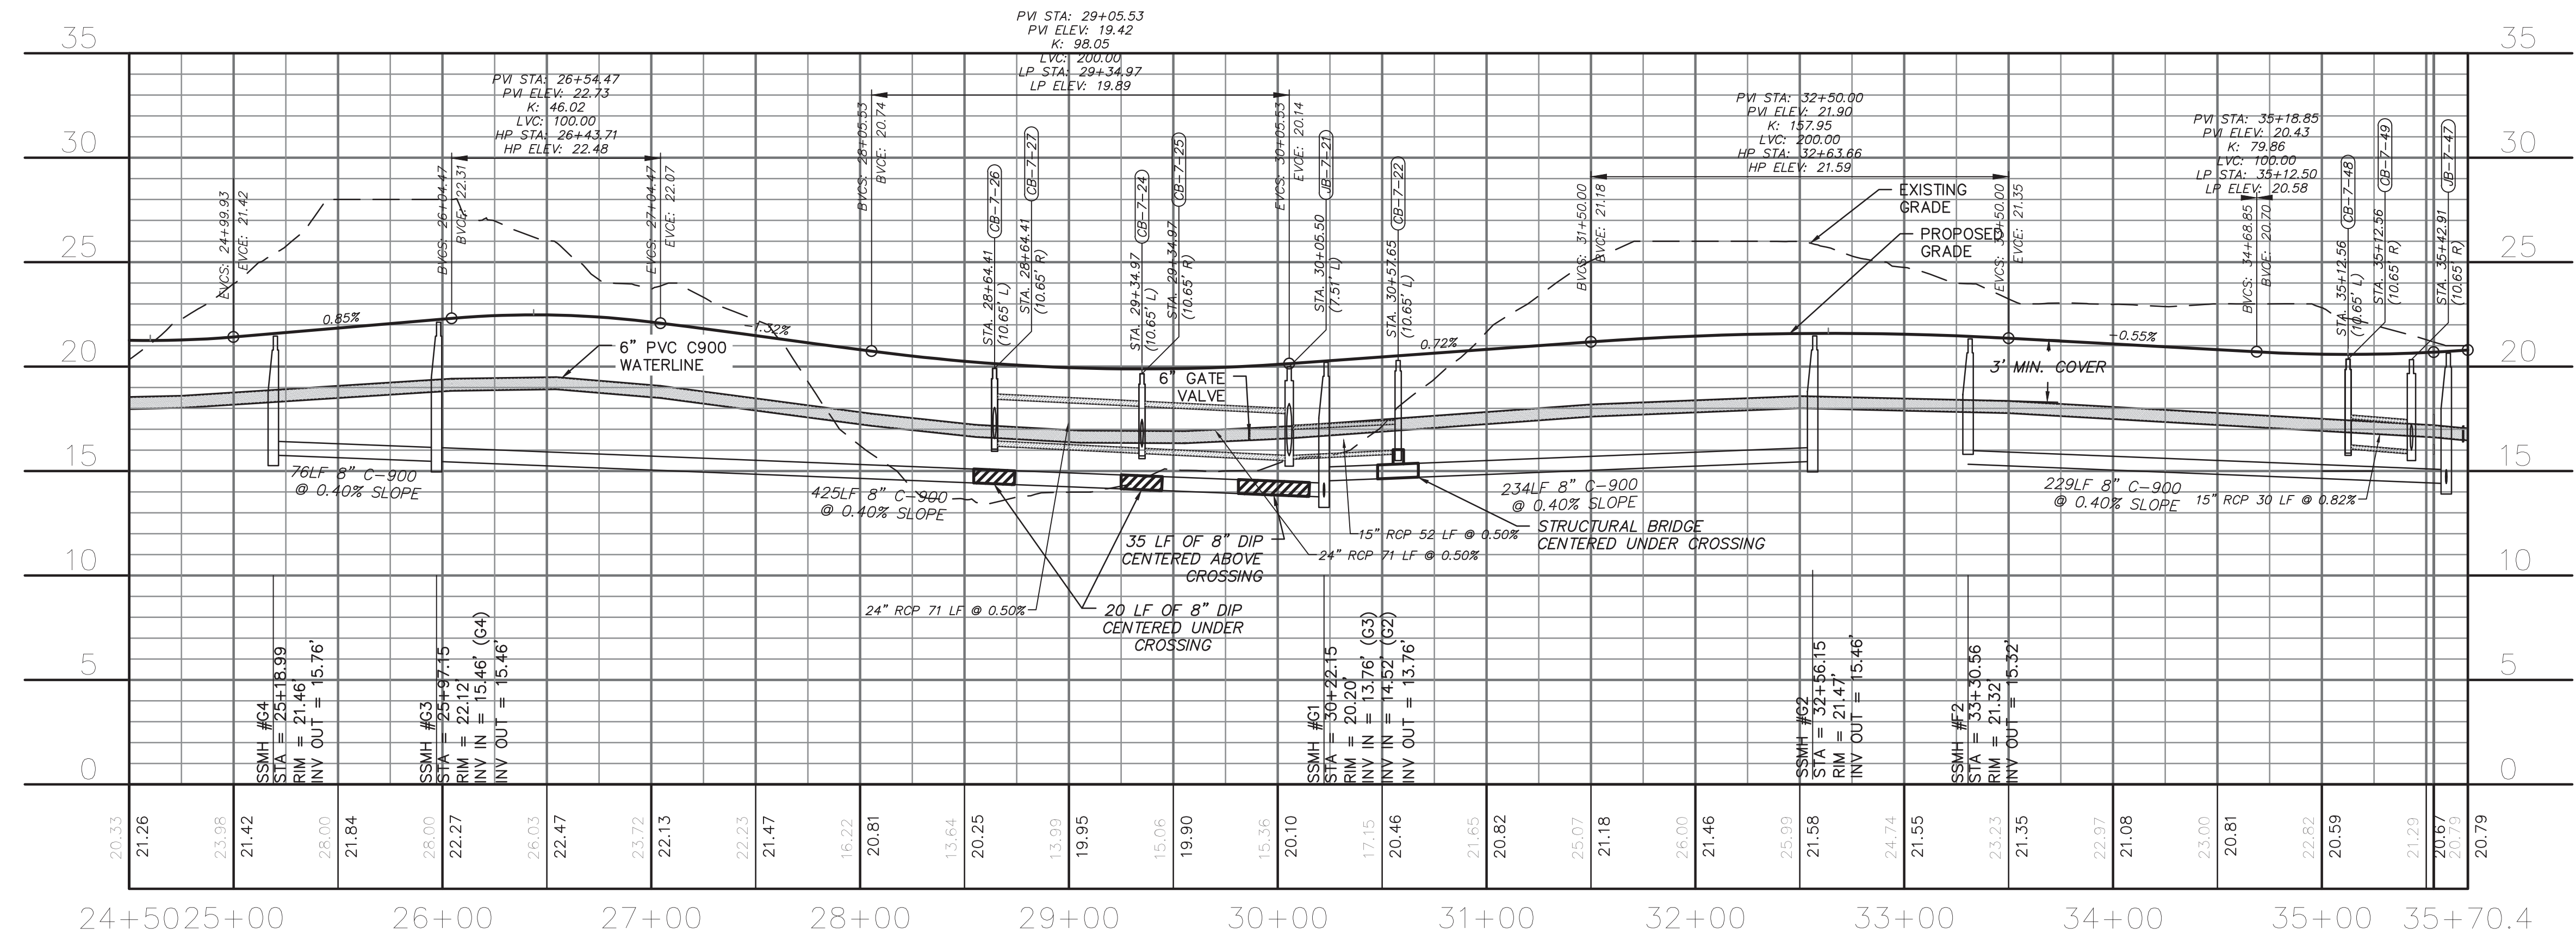 PVI STA: 29+05.53
PVI ELEV: 19.42
K: 98.05
LVC: 200.00
LP STA: 29+34.97
LP ELEV: 19.89
35
35
PVI STA: 26+54.47
PVI ELEV: 22.73
K: 46.02
LVC: 100.00
HP STA: 26+43.71
HP ELEV: 22.48
PVI STA: 32+50.00
PVI ELEV: 21.90
K: 157.95
LVC: 200.00
HP STA: 32+63.66
HP ELEV: 21.59
PVI STA: 35+18.85
PVI ELEV: 20.43
K: 79.86
LVC: 100.00
LP STA: 35+12.50
LP ELEV: 20.58
30
30
EVCS: 24+99.93
EVCE: 21.42
BVCS: 26+04.47
BVCE: 22.31
EVCS: 27+04.47
EVCE: 22.07
BVCS: 28+05.53
BVCE: 20.74
CB-7-26
STA. 28+64.41
(10.65' L)
CB-7-27
STA. 28+64.41
(10.65' R)
CB-7-24
STA. 29+34.97
(10.65' L)
CB-7-25
STA. 29+34.97
(10.65' R)
EVCS: 30+05.53
EVCE: 20.14
JB-7-21
STA. 30+05.50
(7.51' L)
CB-7-22
STA. 30+57.65
(10.65' L)
BVCS: 31+50.00
BVCE: 21.18
EXISTING
GRADE
PROPOSED
GRADE
EVCS: 33+50.00
EVCE: 21.35
BVCS: 34+68.85
BVCE: 20.70
CB-7-48
STA. 35+12.56
(10.65' L)
CB-7-49
STA. 35+12.56
(10.65' R)
JB-7-47
STA. 35+42.91
(10.65' R)
25
25
0.85%
-1.32%
0.72%
-0.55%
6" PVC C900
WATERLINE
6" GATE
VALVE
3' MIN. COVER
20
20
15
15
76LF 8" C-900
@ 0.40% SLOPE
425LF 8" C-900
@ 0.40% SLOPE
234LF 8" C-900
@ 0.40% SLOPE
229LF 8" C-900
@ 0.40% SLOPE
15" RCP 30 LF @ 0.82%
STRUCTURAL BRIDGE
CENTERED UNDER CROSSING
15" RCP 52 LF @ 0.50%
24" RCP 71 LF @ 0.50%
35 LF OF 8" DIP
CENTERED ABOVE
CROSSING
24" RCP 71 LF @ 0.50%
20 LF OF 8" DIP
CENTERED UNDER
CROSSING
10
10
5
5
SSMH #G4
STA = 25+18.99
RIM = 21.46'
INV OUT = 15.76'
SSMH #G3
STA = 25+97.15
RIM = 22.12'
INV IN = 15.46' (G4)
INV OUT = 15.46'
SSMH #G1
STA = 30+22.15
RIM = 20.20'
INV IN = 13.76' (G3)
INV IN = 14.52' (G2)
INV OUT = 13.76'
SSMH #G2
STA = 32+56.15
RIM = 21.47'
INV OUT = 15.46'
SSMH #F2
STA = 33+30.56
RIM = 21.32'
INV OUT = 15.32'
0
0
20.33
21.26
23.98
21.42
28.00
21.84
28.00
22.27
26.03
22.47
23.72
22.13
22.23
21.47
16.22
20.81
13.64
20.25
13.99
19.95
15.06
19.90
15.36
20.10
17.15
20.46
21.65
20.82
25.07
21.18
26.00
21.46
25.99
21.58
24.74
21.55
23.23
21.35
22.97
21.08
23.00
20.81
22.82
20.59
21.29
20.67
20.79
20.79
24+50
25+00
26+00
27+00
28+00
29+00
30+00
31+00
32+00
33+00
34+00
35+00
35+70.4